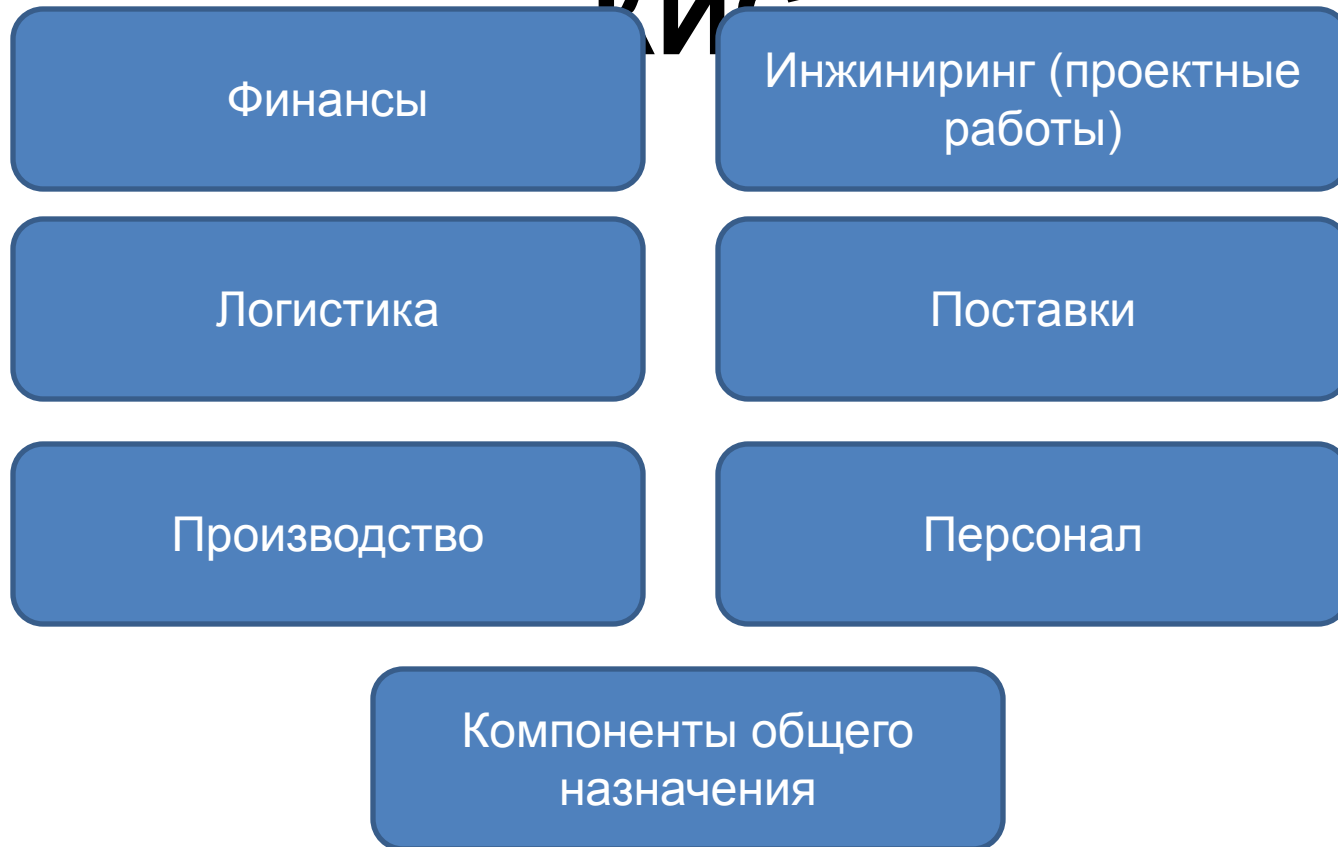 Финансы
Инжиниринг (проектные
работы)
Логистика
Поставки
Производство
Персонал
Компоненты общего
назначения